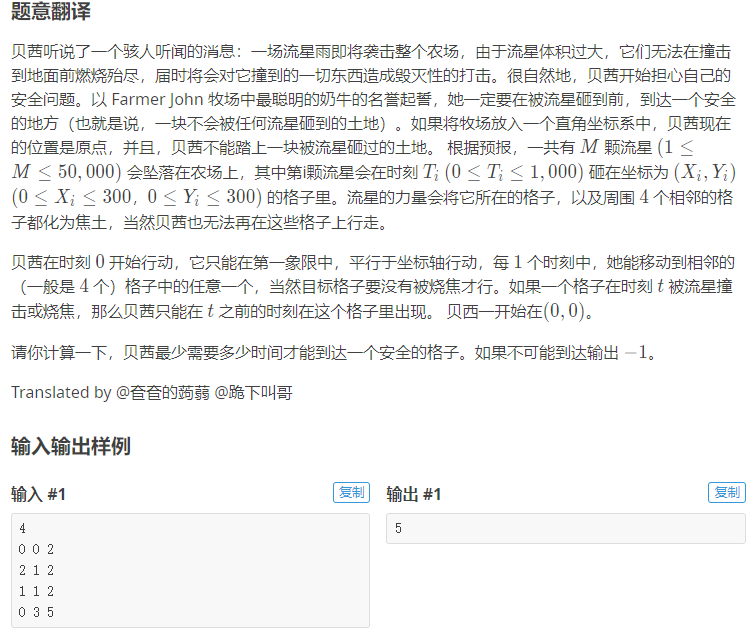 题意翻译
贝茜听说了一个骇人听闻的消息：一场流星雨即将袭击整个农场，由于流星体积过大，它们无法在撞击
到地面前燃烧殆尽，届时将会对它撞到的一切东西造成毁灭性的打击。很自然地，贝茜开始担心自己的
安全问题。以 Farmer John 牧场中最聪明的奶牛的名誉起誓，她一定要在被流星砸到前，到达一个安全
的地方（也就是说，一块不会被任何流星砸到的土地）。如果将牧场放入一个直角坐标系中，贝茜现在
的位置是原点，并且，贝茜不能踏上一块被流星砸过的土地。 根据预报，一共有 M 颗流星 (1 ≤
M ≤ 50,000) 会坠落在农场上，其中第i颗流星会在时刻 T_i (0 ≤ T_i ≤ 1,000) 砸在坐标为 (X_i, Y_i)
(0 ≤ X_i ≤ 300，0 ≤ Y_i ≤ 300) 的格子里。流星的力量会将它所在的格子，以及周围 4 个相邻的格
子都化为焦土，当然贝茜也无法再在这些格子上行走。
贝茜在时刻 0 开始行动，它只能在第一象限中，平行于坐标轴行动，每 1 个时刻中，她能移动到相邻的
（一般是 4 个）格子中的任意一个，当然目标格子要没有被烧焦才行。如果一个格子在时刻 t 被流星撞
击或烧焦，那么贝茜只能在 t 之前的时刻在这个格子里出现。 贝西一开始在(0, 0)。
请你计算一下，贝茜最少需要多少时间才能到达一个安全的格子。如果不可能到达输出 −1。
Translated by @奆奆的蒟蒻 @跪下叫哥
输入输出样例
输入 #1 复制
4
0 0 2
2 1 2
1 1 2
0 3 5
输出 #1 复制
5